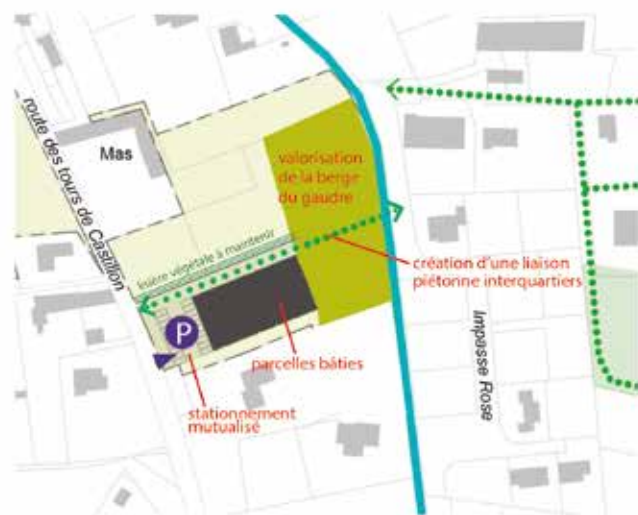 route des tours de Castillon
Mas
valorisation
de la berge
du gaudre
lisière végétale à maintenir
création d'une liaison
piétonne interquartiers
P
parcelles bâties
stationnement
mutualisé
Impasse Rose